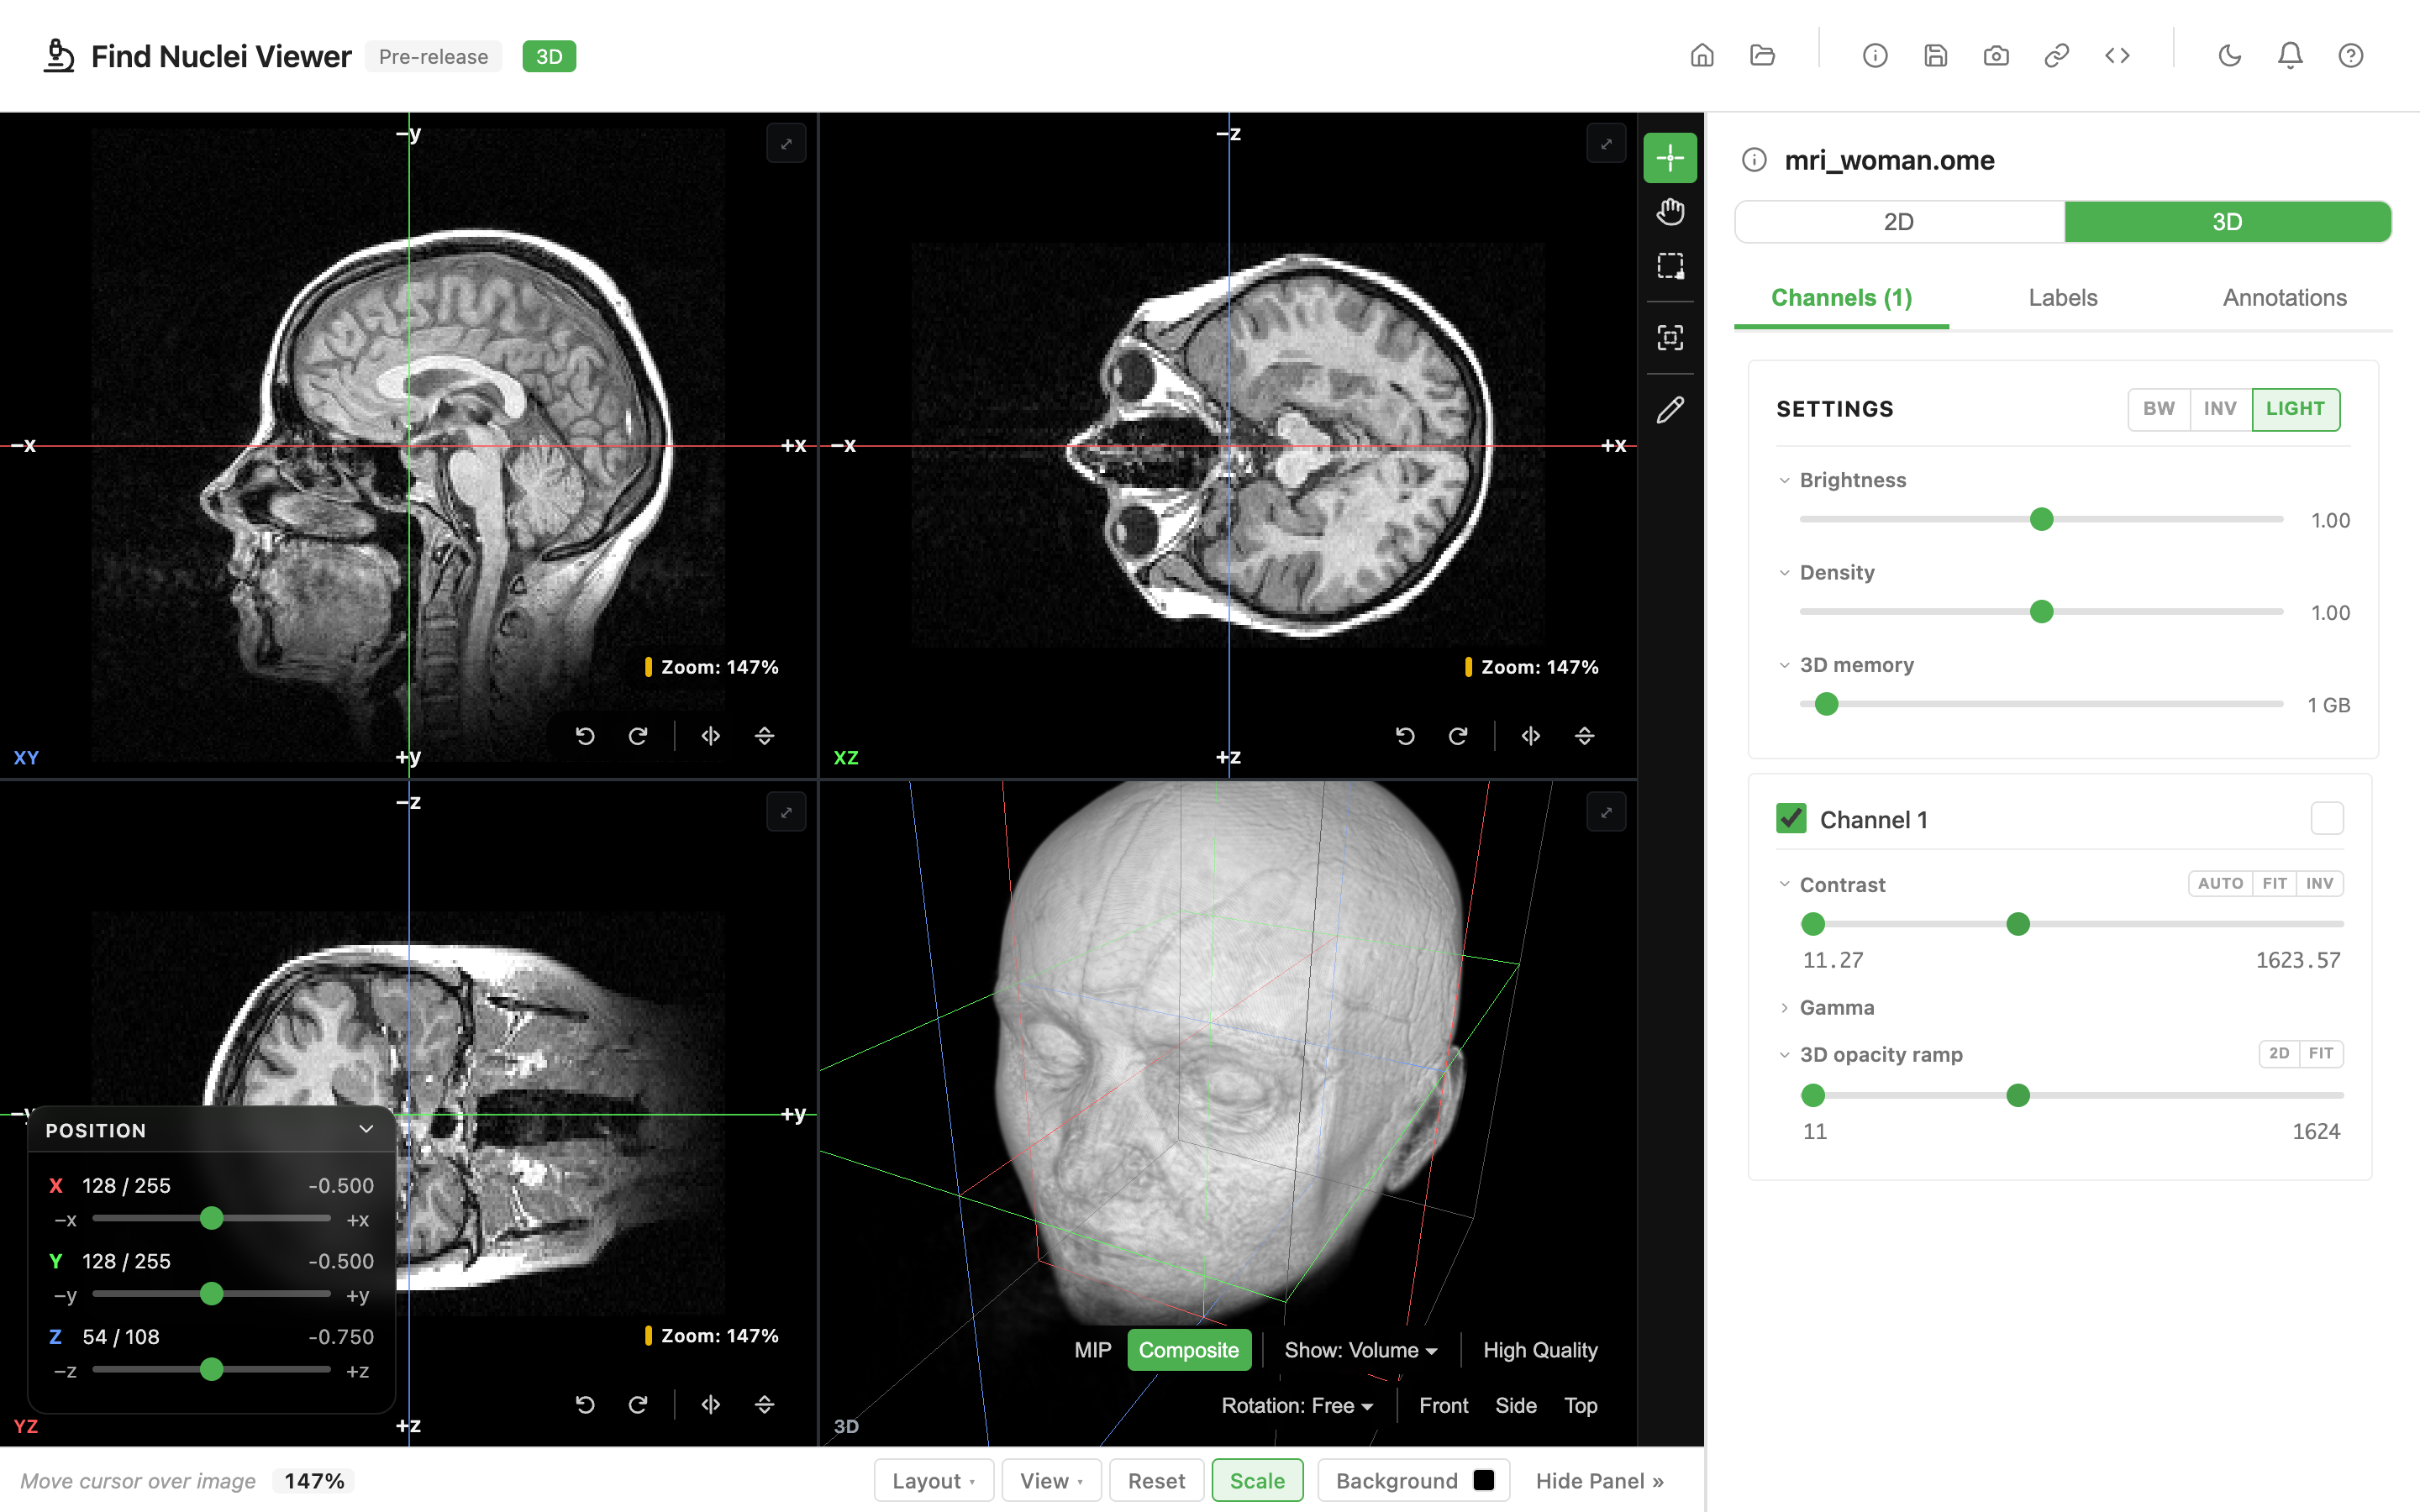 Find Nuclei Viewer Pre-release 3D
−y
−x +x
Zoom: 147%
XY +y
−z
−x +x
Zoom: 147%
XZ +z
−z
−y +y
POSITION
X 128 / 255 -0.500
−x +x
Y 128 / 255 -0.500
−y +y
Z 54 / 108 -0.750
−z +z
Zoom: 147%
YZ +z
MIP Composite Show: Volume High Quality
Rotation: Free Front Side Top
3D
mri_woman.ome
2D 3D
Channels (1) Labels Annotations
SETTINGS BW INV LIGHT
Brightness
1.00
Density
1.00
3D memory
1 GB
Channel 1
Contrast AUTO FIT INV
11.27 1623.57
Gamma
3D opacity ramp 2D FIT
11 1624
Move cursor over image 147% Layout View Reset Scale Background Hide Panel »